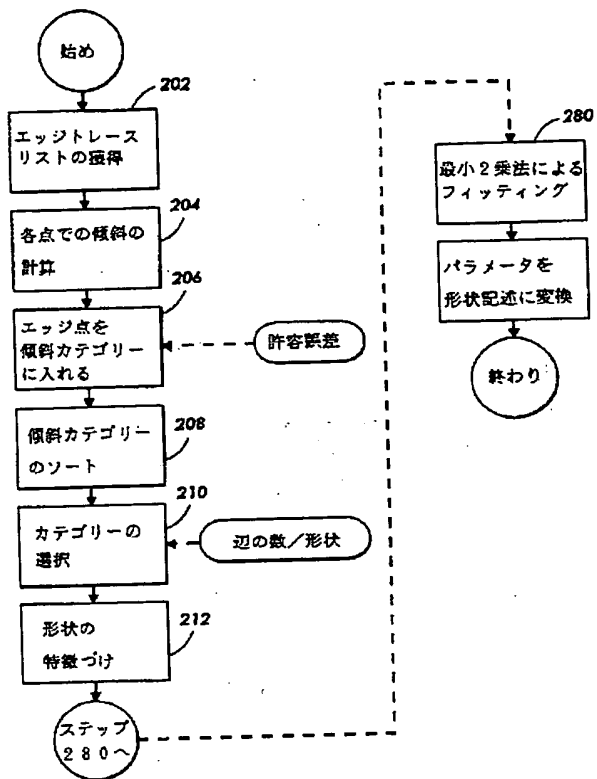 始め
202
エッジトレース
リストの獲得
204
各点での傾斜の
計算
206
エッジ点を
傾斜カテゴリー
に入れる
許容誤差
208
傾斜カテゴリー
のソート
210
カテゴリーの
選択
辺の数/形状
212
形状の
特徴づけ
ステップ
280へ
280
最小2乗法による
フィッティング
パラメータを
形状記述に変換
終わり